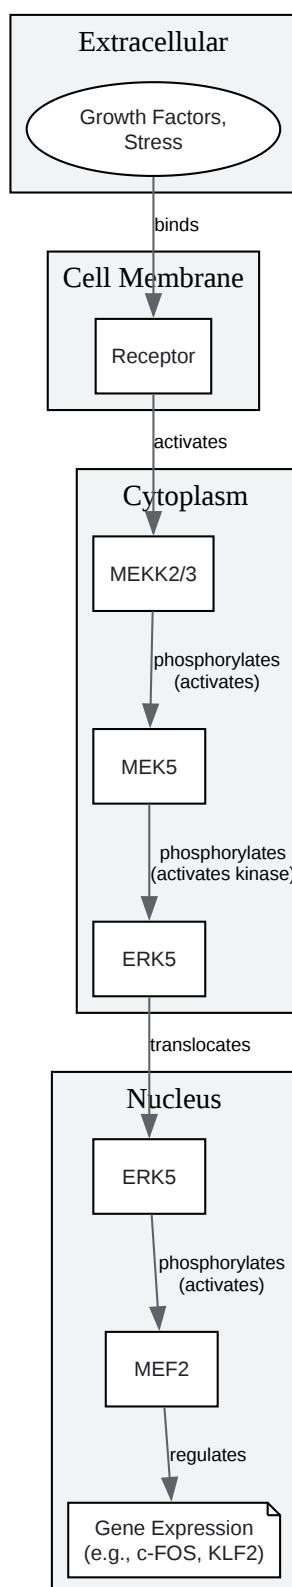 Extracellular
Growth Factors,
Stress
binds
Cell Membrane
Receptor
activates
Cytoplasm
MEKK2/3
phosphorylates
(activates)
MEK5
phosphorylates
(activates kinase)
ERK5
translocates
Nucleus
ERK5
phosphorylates
(activates)
MEF2
regulates
Gene Expression
(e.g., c-FOS, KLF2)